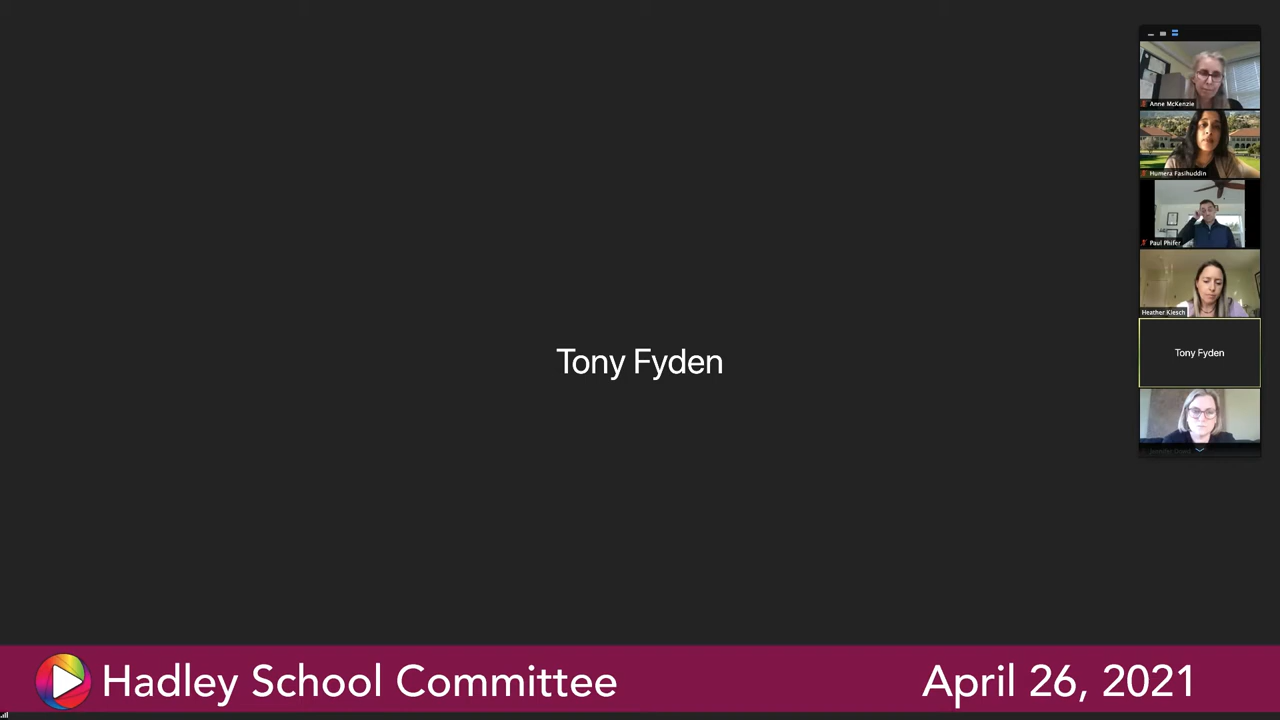 Anne McKenzie
Humera Fasihuddin
Paul Phifer
Heather Klesch
Tony Fyden
Tony Fyden
Hadley School Committee
April 26, 2021